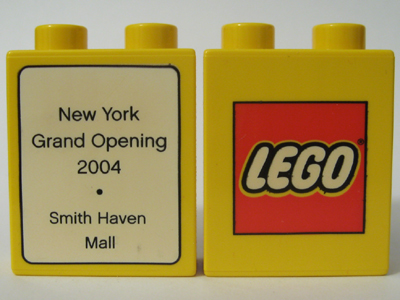 New York
Grand Opening
2004
•
Smith Haven
Mall
LEGO®